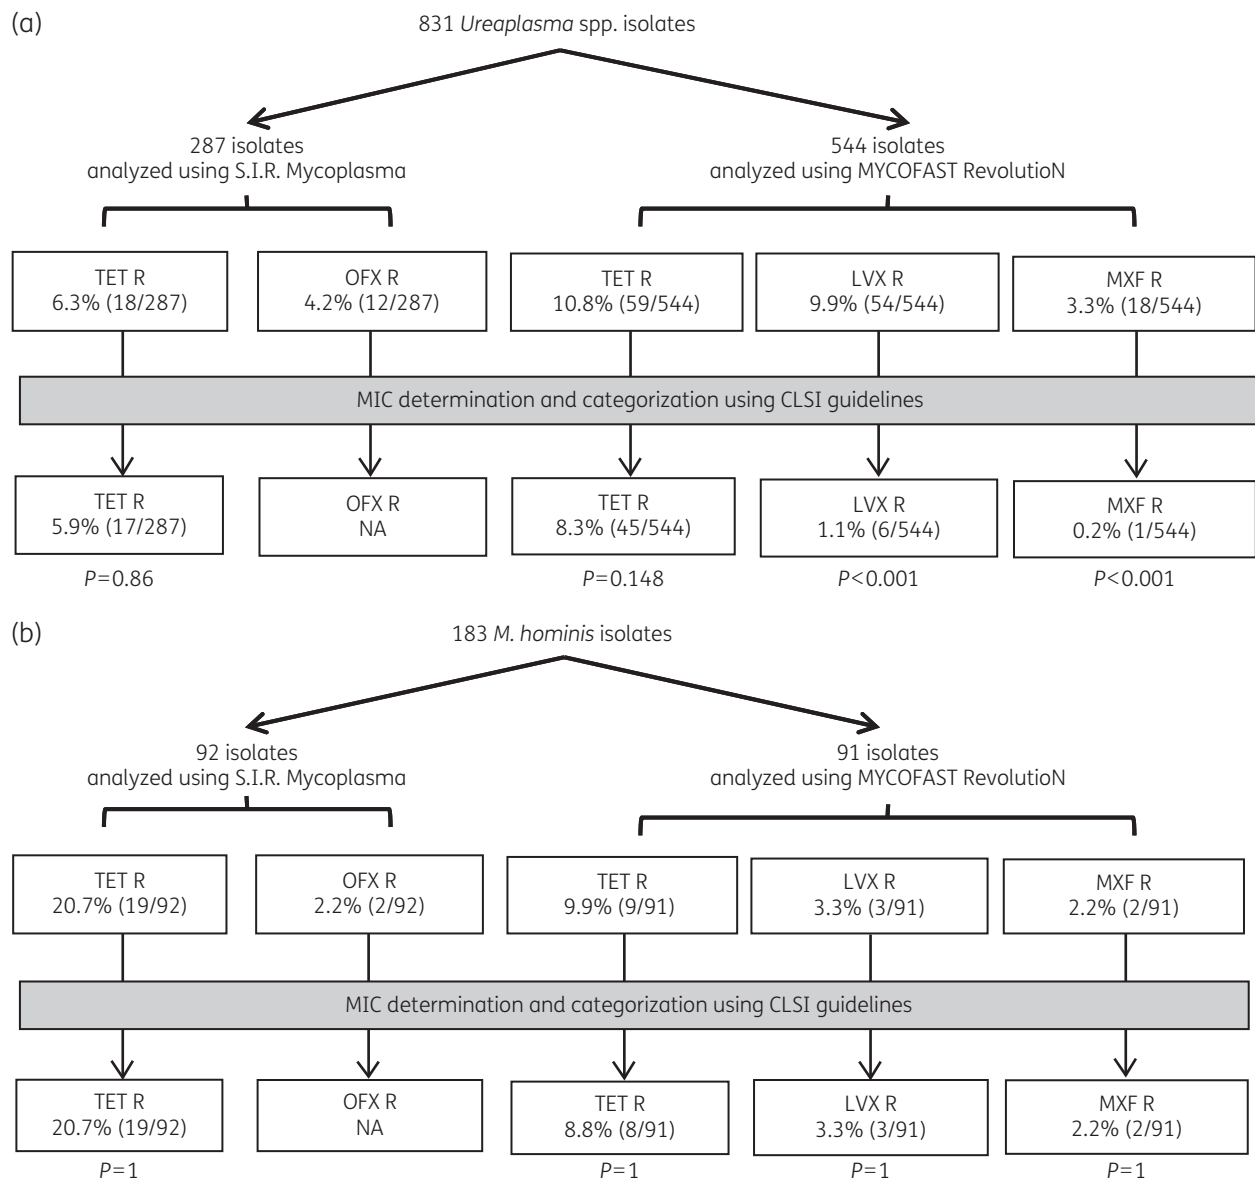 (a)
831 Ureaplasma spp. isolates
287 isolates
analyzed using S.I.R. Mycoplasma
544 isolates
analyzed using MYCOFAST RevolutioN
TET R
6.3% (18/287)
OFX R
4.2% (12/287)
TET R
10.8% (59/544)
LVX R
9.9% (54/544)
MXF R
3.3% (18/544)
MIC determination and categorization using CLSI guidelines
TET R
5.9% (17/287)
OFX R
NA
TET R
8.3% (45/544)
LVX R
1.1% (6/544)
MXF R
0.2% (1/544)
P=0.86
P=0.148
P<0.001
P<0.001
(b)
183 M. hominis isolates
92 isolates
analyzed using S.I.R. Mycoplasma
91 isolates
analyzed using MYCOFAST RevolutioN
TET R
20.7% (19/92)
OFX R
2.2% (2/92)
TET R
9.9% (9/91)
LVX R
3.3% (3/91)
MXF R
2.2% (2/91)
MIC determination and categorization using CLSI guidelines
TET R
20.7% (19/92)
OFX R
NA
TET R
8.8% (8/91)
LVX R
3.3% (3/91)
MXF R
2.2% (2/91)
P=1
P=1
P=1
P=1